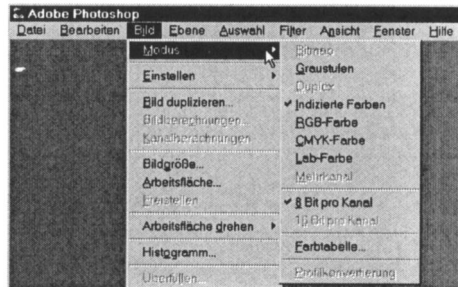 Adobe Photoshop
Datei Bearbeiten Bild Ebene Auswahl Filter Ansicht Fenster Hilfe
Modus
Einstellen
Bild duplizieren...
Bildberechnungen...
Kanalberechnungen...
Bildgröße...
Arbeitsfläche...
Freistellen
Arbeitsfläche drehen
Histogramm...
Überfüllen...
Bitmap
Graustufen
Duplex
Indizierte Farben
RGB-Farbe
CMYK-Farbe
Lab-Farbe
Mehrkanal
8 Bit pro Kanal
16 Bit pro Kanal
Farbtabelle...
Profilkonvertierung